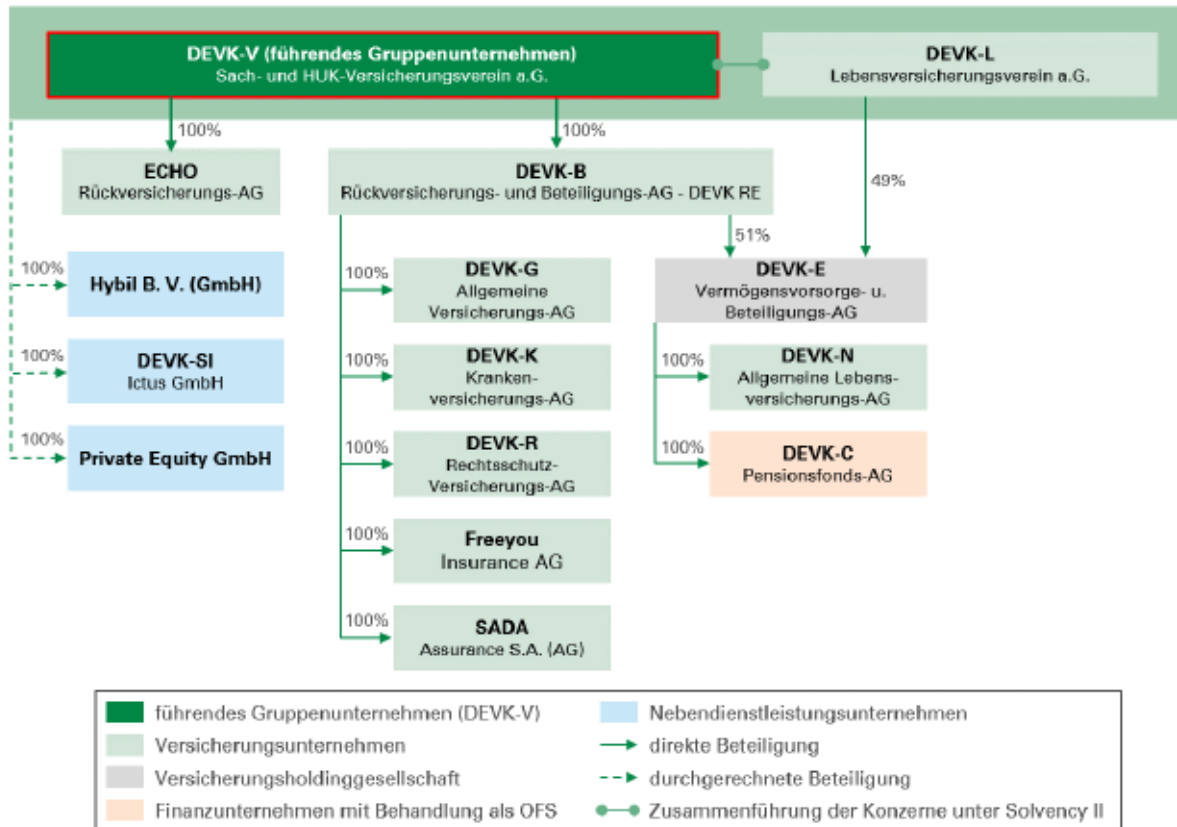 DEVK-V (führendes Gruppenunternehmen)
Sach- und HUK-Versicherungsverein a.G.
DEVK-L
Lebensversicherungsverein a.G.
100%
100%
49%
ECHO
Rückversicherungs-AG
DEVK-B
Rückversicherungs- und Beteiligungs-AG - DEVK RE
51%
100%
Hybil B. V. (GmbH)
100%
DEVK-G
Allgemeine
Versicherungs-AG
DEVK-E
Vermögensvorsorge- u.
Beteiligungs-AG
100%
DEVK-SI
Ictus GmbH
100%
DEVK-K
Kranken-
versicherungs-AG
100%
DEVK-N
Allgemeine Lebens-
versicherungs-AG
100%
Private Equity GmbH
100%
DEVK-R
Rechtsschutz-
Versicherungs-AG
100%
DEVK-C
Pensionsfonds-AG
100%
Freeyou
Insurance AG
100%
SADA
Assurance S.A. (AG)
führendes Gruppenunternehmen (DEVK-V)
Versicherungsunternehmen
Versicherungsholdinggesellschaft
Finanzunternehmen mit Behandlung als OFS
Nebendienstleistungsunternehmen
direkte Beteiligung
durchgerechnete Beteiligung
Zusammenführung der Konzerne unter Solvency II